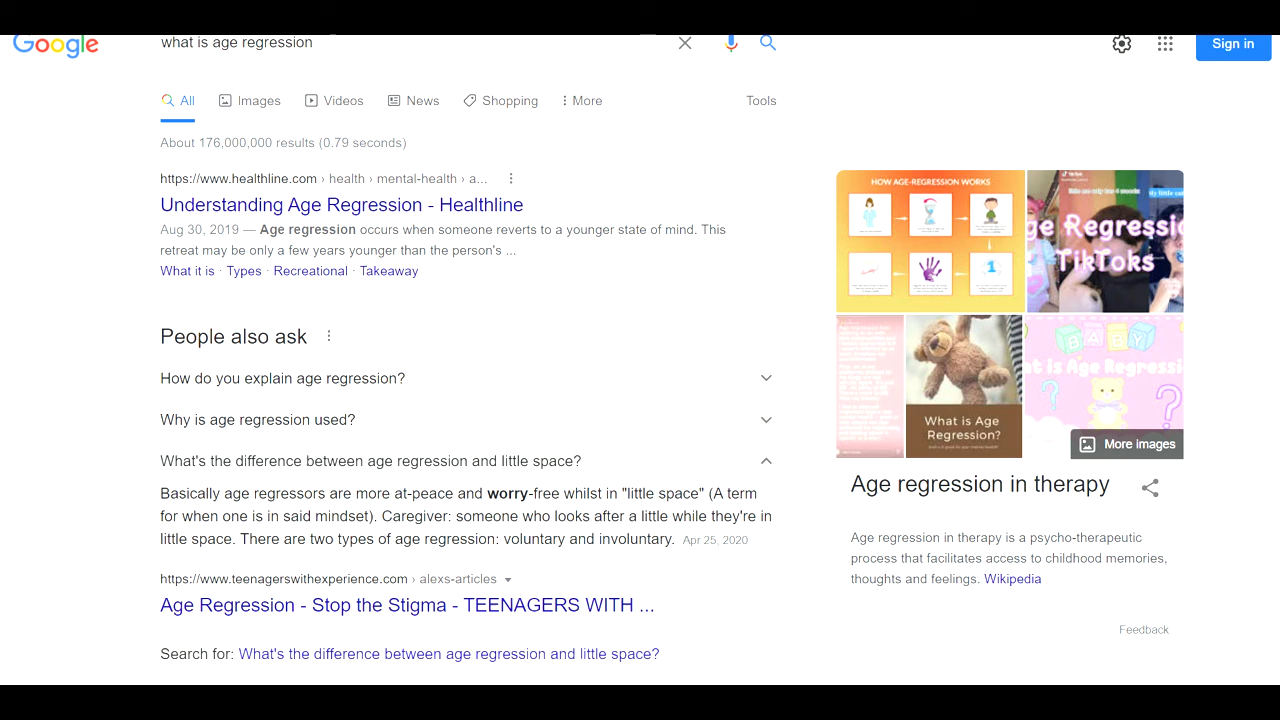 Google
what is age regression
Sign in
All
Images
Videos
News
Shopping
More
Tools
About 176,000,000 results (0.79 seconds)
https://www.healthline.com › health › mental-health › a...
Understanding Age Regression - Healthline
Aug 30, 2019 — Age regression occurs when someone reverts to a younger state of mind. This
retreat may be only a few years younger than the person's ...
What it is · Types · Recreational · Takeaway
People also ask
How do you explain age regression?
Why is age regression used?
What's the difference between age regression and little space?
Basically age regressors are more at-peace and worry-free whilst in "little space" (A term
for when one is in said mindset). Caregiver: someone who looks after a little while they're in
little space. There are two types of age regression: voluntary and involuntary. Apr 25, 2020
https://www.teenagerswithexperience.com › alexs-articles
Age Regression - Stop the Stigma - TEENAGERS WITH ...
Search for: What's the difference between age regression and little space?
HOW AGE-REGRESSION WORKS
1
TikTok
ge Regressio
TikToks
What is Age
Regression?
BABY
at is Age Regressi
More images
Age regression in therapy
Age regression in therapy is a psycho-therapeutic
process that facilitates access to childhood memories,
thoughts and feelings. Wikipedia
Feedback